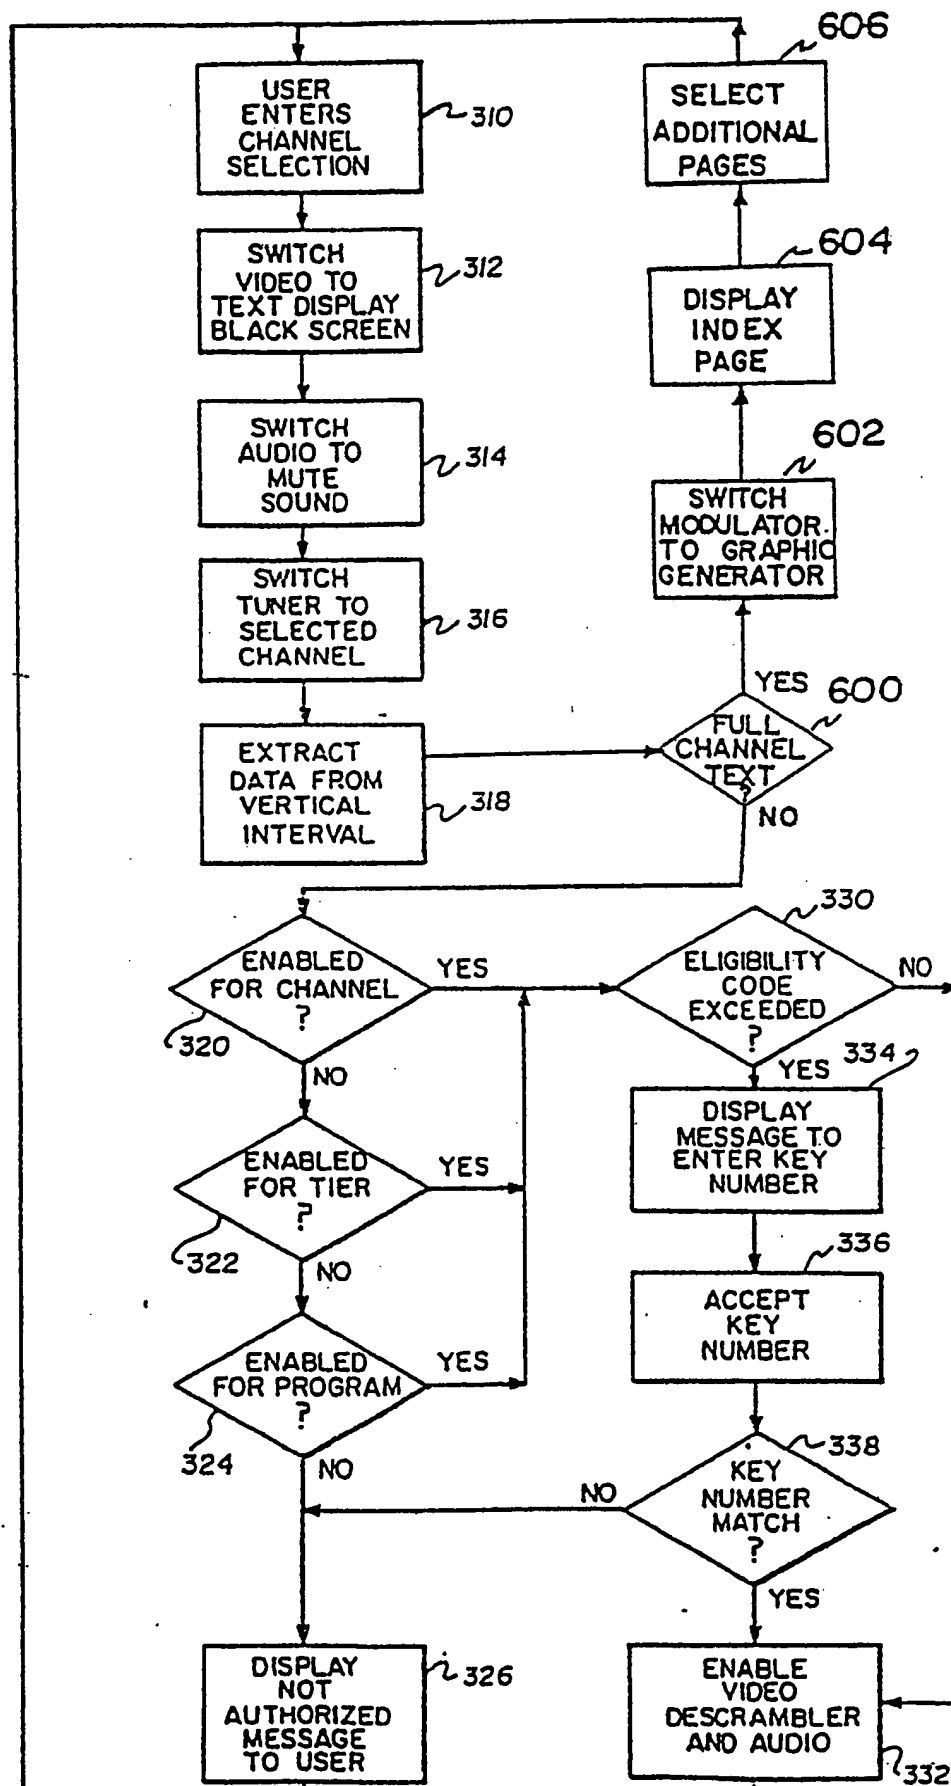 606
USER
ENTERS
CHANNEL
SELECTION
310
SELECT
ADDITIONAL
PAGES
604
SWITCH
VIDEO TO
TEXT DISPLAY
BLACK SCREEN
312
DISPLAY
INDEX
PAGE
602
SWITCH
AUDIO TO
MUTE
SOUND
314
SWITCH
MODULATOR.
TO GRAPHIC
GENERATOR
SWITCH
TUNER TO
SELECTED
CHANNEL
316
YES
600
FULL
CHANNEL
TEXT
?
NO
EXTRACT
DATA FROM
VERTICAL
INTERVAL
318
330
ENABLED
FOR CHANNEL
?
YES
320
NO
ELIGIBILITY
CODE
EXCEEDED
?
NO
YES
334
DISPLAY
MESSAGE TO
ENTER KEY
NUMBER
ENABLED
FOR TIER
?
YES
322
NO
336
ACCEPT
KEY
NUMBER
ENABLED
FOR PROGRAM
?
YES
324
NO
338
KEY
NUMBER
MATCH
?
NO
YES
DISPLAY
NOT
AUTHORIZED
MESSAGE
TO USER
326
ENABLE
VIDEO
DESCRAMBLER
AND AUDIO
332